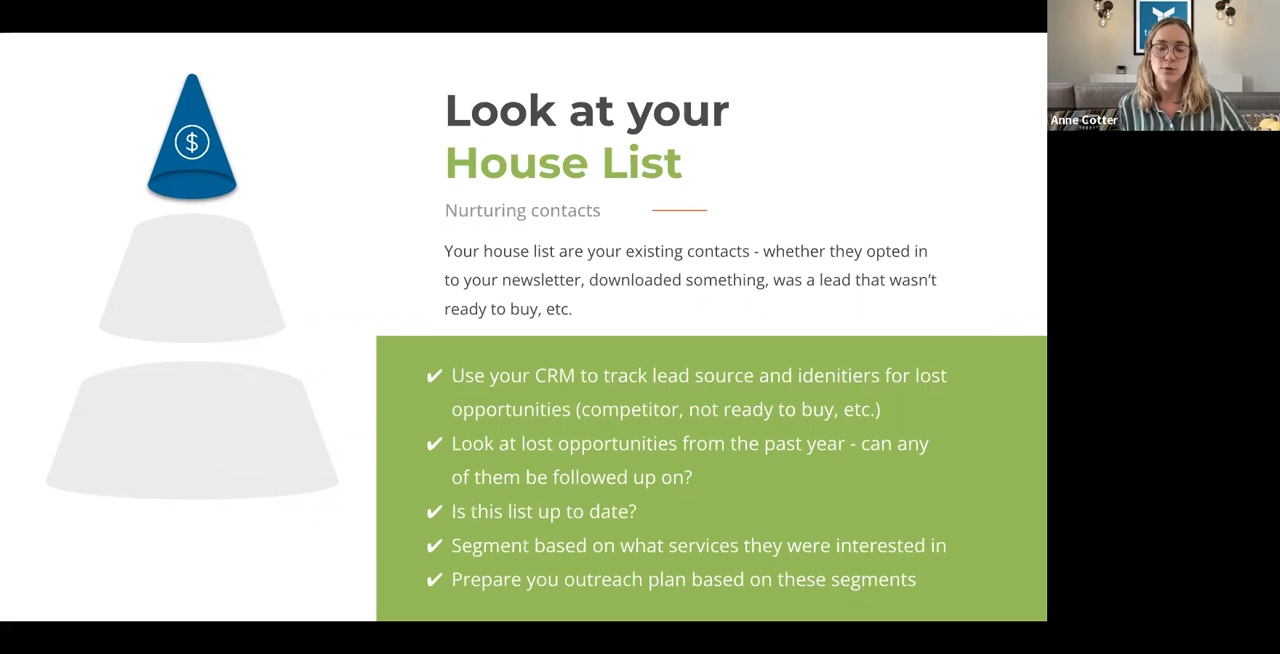 Look at your
House List
Nurturing contacts
Your house list are your existing contacts - whether they opted in
to your newsletter, downloaded something, was a lead that wasn't
ready to buy, etc.
✔ Use your CRM to track lead source and idenitiers for lost
opportunities (competitor, not ready to buy, etc.)
✔ Look at lost opportunities from the past year - can any
of them be followed up on?
✔ Is this list up to date?
✔ Segment based on what services they were interested in
✔ Prepare you outreach plan based on these segments
$
Anne Cotter